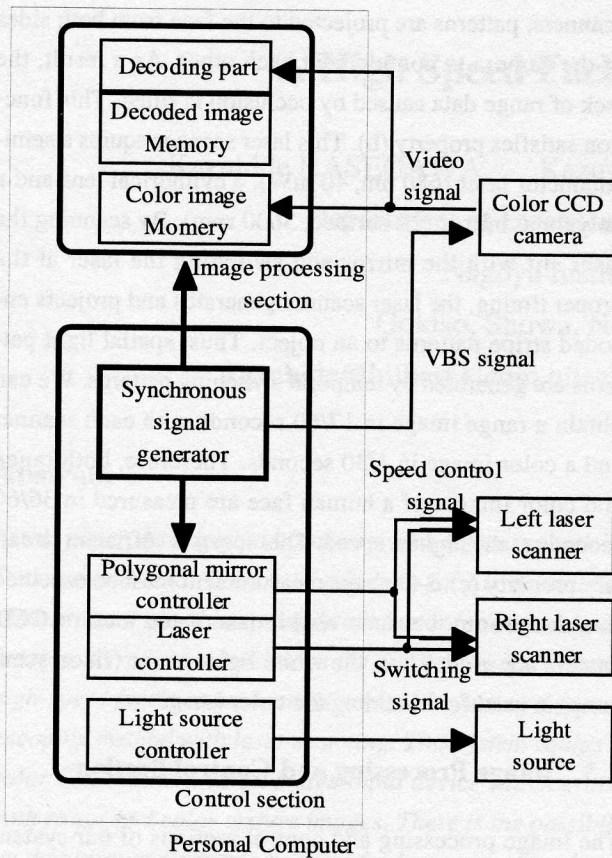 Decoding part
Decoded image
Memory
Color image
Momery
Video
signal
Color CCD
camera
Image processing
section
VBS signal
Synchronous
signal
generator
Speed control
signal
Left laser
scanner
Polygonal mirror
controller
Laser
controller
Right laser
scanner
Switching
signal
Light source
controller
Light
source
Control section
Personal Computer